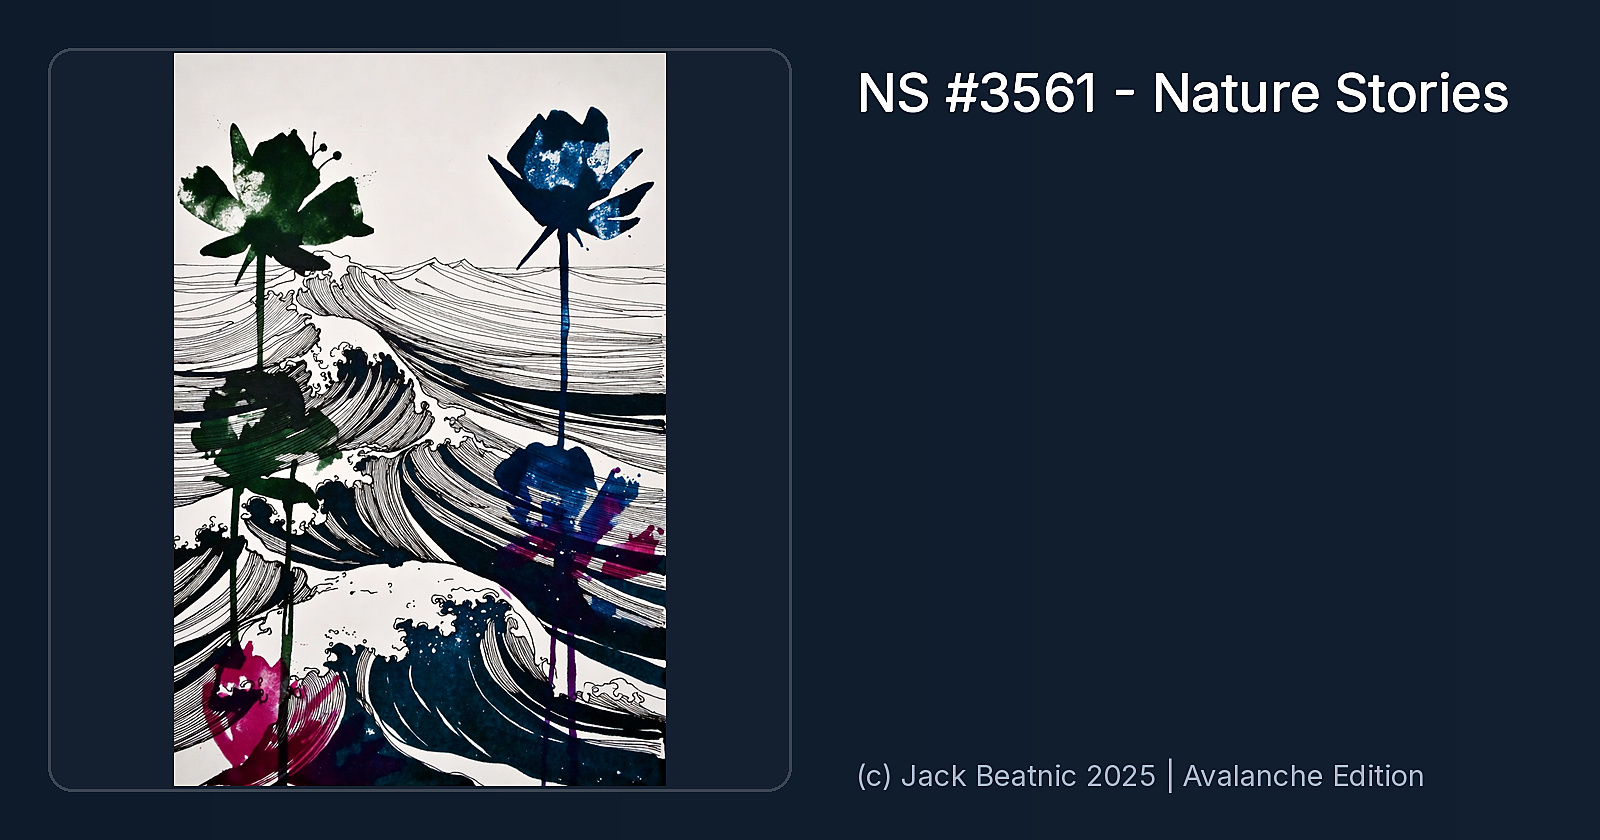 NS #3561 - Nature Stories
(c) Jack Beatnic 2025 | Avalanche Edition